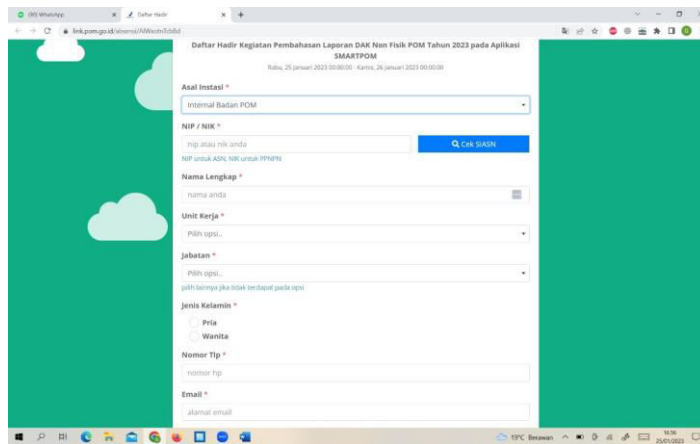 (90) WhatsApp
Daftar Hadir
link.pom.go.id/absensi/
Daftar Hadir Kegiatan Pembahasan Laporan DAK Non Fisik POM Tahun 2023 pada Aplikasi
SMARTPOM
Rabu, 25 Januari 2023 00:00:00 - Kamis, 26 Januari 2023 00:00:00
Asal Instasi *
Internal Badan POM
NIP / NIK *
nip atau nik anda
Cek SIASN
NIP untuk ASN, NIK untuk PPNPN
Nama Lengkap *
nama anda
Unit Kerja *
Pilih opsi..
Jabatan *
Pilih opsi..
pilih lainnya jika tidak terdapat pada opsi
Jenis Kelamin *
Pria
Wanita
Nomor Tlp *
nomor hp
Email *
alamat email
19°C Berawan
16:56
25/01/2023